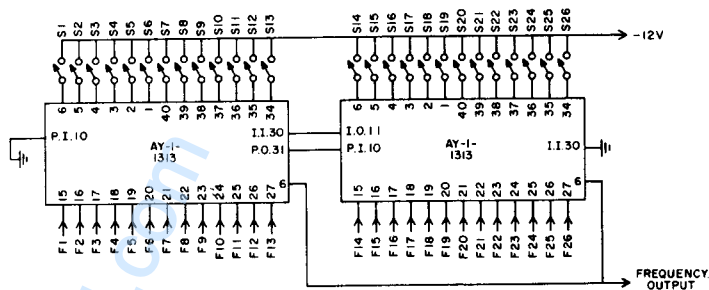 S1 S2 S3 S4 S5 S6 S7 S8 S9 S10 S11 S12 S13
S14 S15 S16 S17 S18 S19 S20 S21 S22 S23 S24 S25 S26
-12V
6 5 4 3 2 1 40 39 38 37 36 35 34
6 5 4 3 2 1 40 39 38 37 36 35 34
P.I.10
AY-1-
1313
I.I.30
P.O.31
6
I.O.11
P.I.10
AY-1-
1313
I.I.30
6
15 16 17 18 19 20 21 22 23 24 25 26 27
15 16 17 18 19 20 21 22 23 24 25 26 27
F1 F2 F3 F4 F5 F6 F7 F8 F9 F10 F11 F12 F13
F14 F15 F16 F17 F18 F19 F20 F21 F22 F23 F24 F25 F26
FREQUENCY
OUTPUT